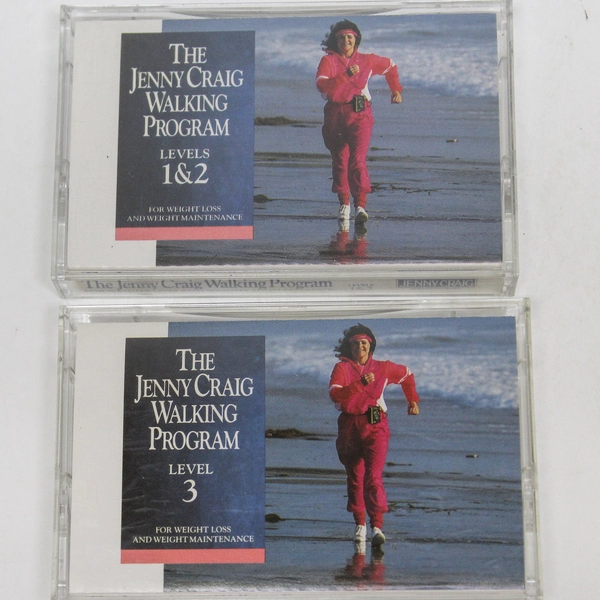 THE
JENNY CRAIG
WALKING
PROGRAM
LEVELS
1&2
FOR WEIGHT LOSS
AND WEIGHT MAINTENANCE
The Jenny Craig Walking Program
JENNY CRAIG
THE
JENNY CRAIG
WALKING
PROGRAM
LEVEL
3
FOR WEIGHT LOSS
AND WEIGHT MAINTENANCE